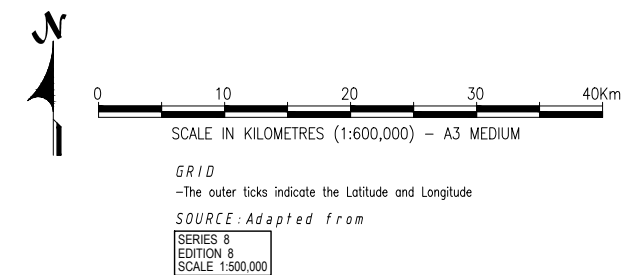 N
0 10 20 30 40Km
SCALE IN KILOMETRES (1:600,000) – A3 MEDIUM
GRID
-The outer ticks indicate the Latitude and Longitude
SOURCE: Adapted from
SERIES 8
EDITION 8
SCALE 1:500,000